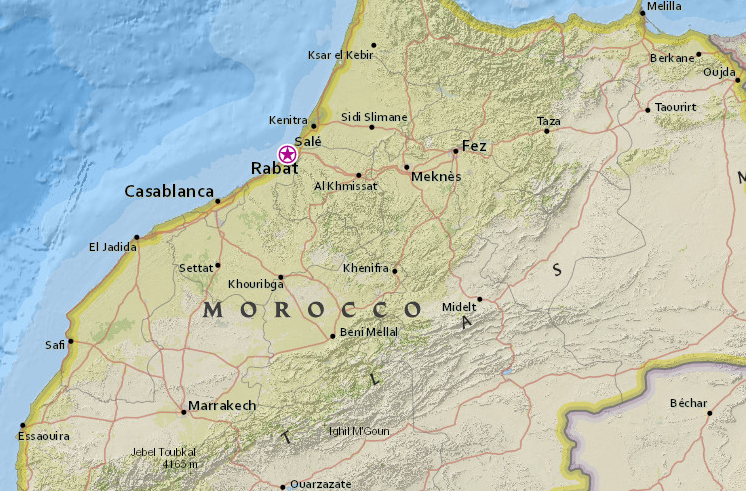 Melilla
Ksar el Kebir
Berkane
Oujda
Taourirt
Kenitra
Sidi Slimane
Taza
Salé
Fez
Rabat
Al Khmissat
Meknès
M
Casablanca
El Jadida
Settat
Khouribga
Khenifra
S
MOROCCO
Midelt
A
Beni Mellal
Safi
L
Marrakech
Béchar
Essaouira
T
Ighil M'Goun
Jebel Toubkal
4165 m
Ouarzazate